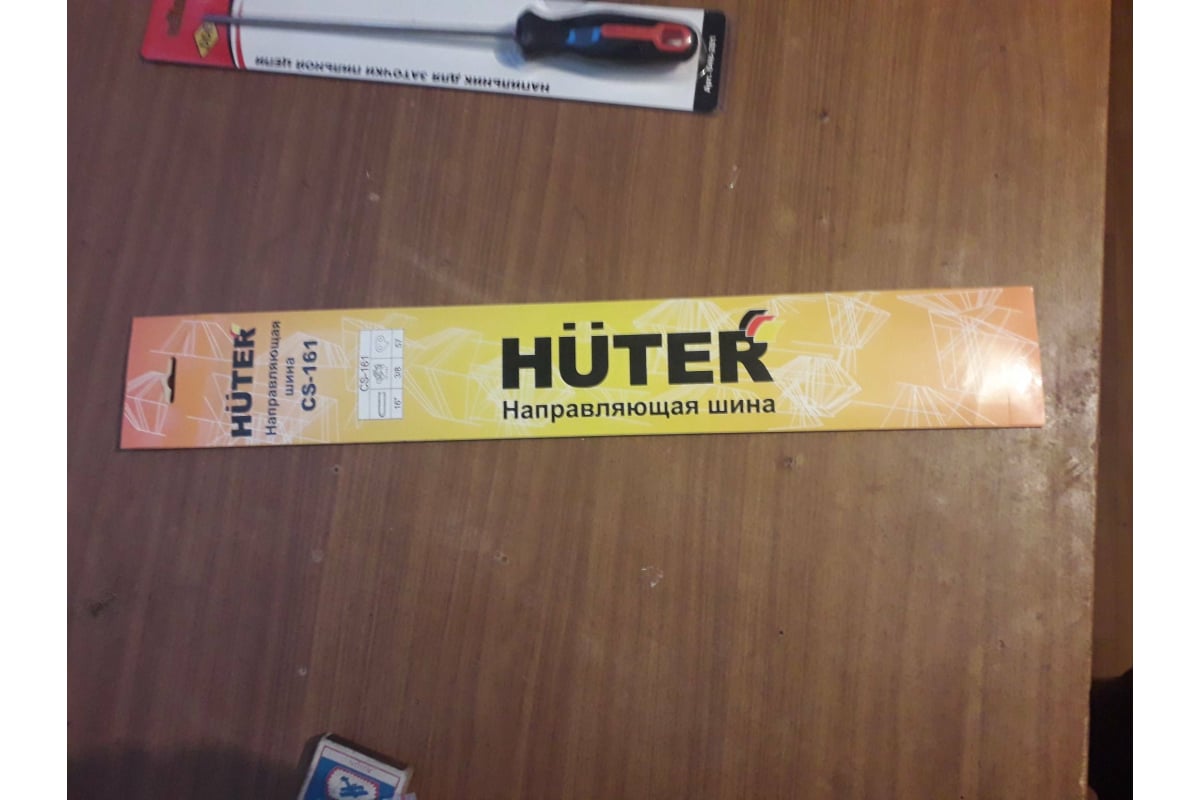 НАПИЛЬНИК ДЛЯ ЗАТОЧКИ ПИЛЬНОЙ ЦЕПИ
HÜTER
Направляющая
шина
CS-161
CS-161
16"
3/8
57
HÜTER
Направляющая шина